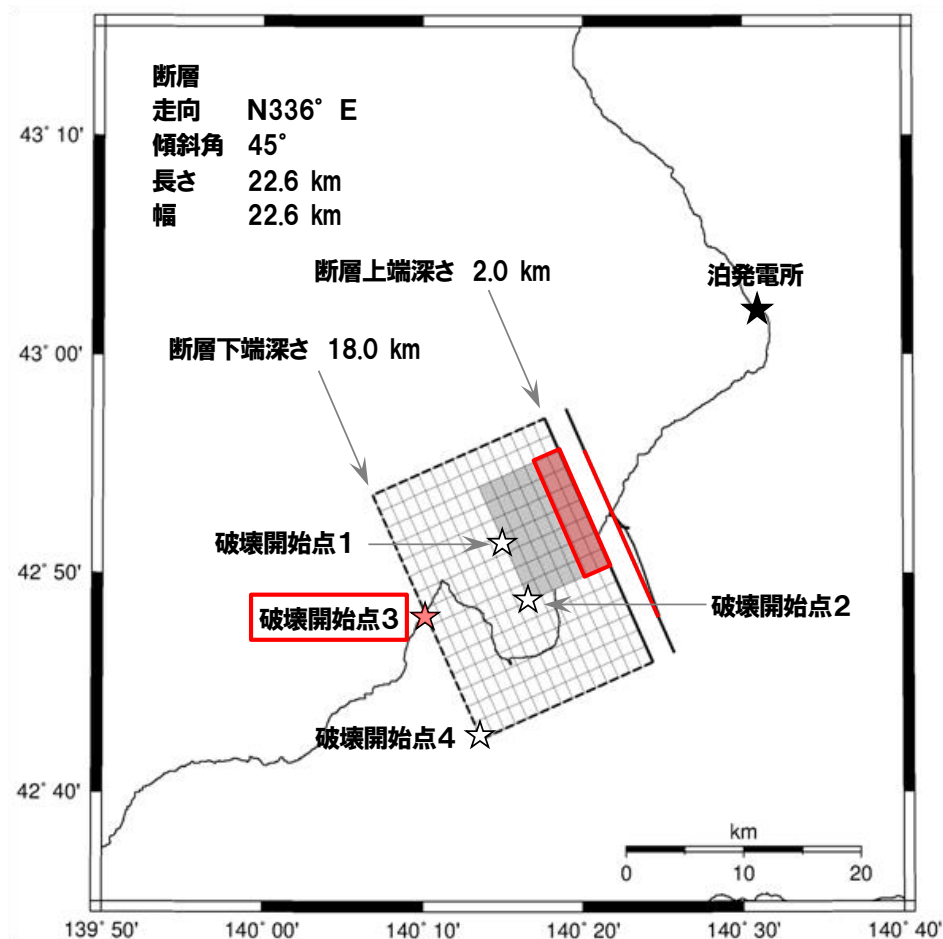 断層
走向 N336° E
傾斜角 45°
長さ 22.6 km
幅 22.6 km
43° 10'
断層上端深さ 2.0 km
泊発電所
断層下端深さ 18.0 km
43° 00'
破壊開始点1
42° 50'
破壊開始点2
破壊開始点3
破壊開始点4
42° 40'
km
0 10 20
139° 50' 140° 00' 140° 10' 140° 20' 140° 30' 140° 40'